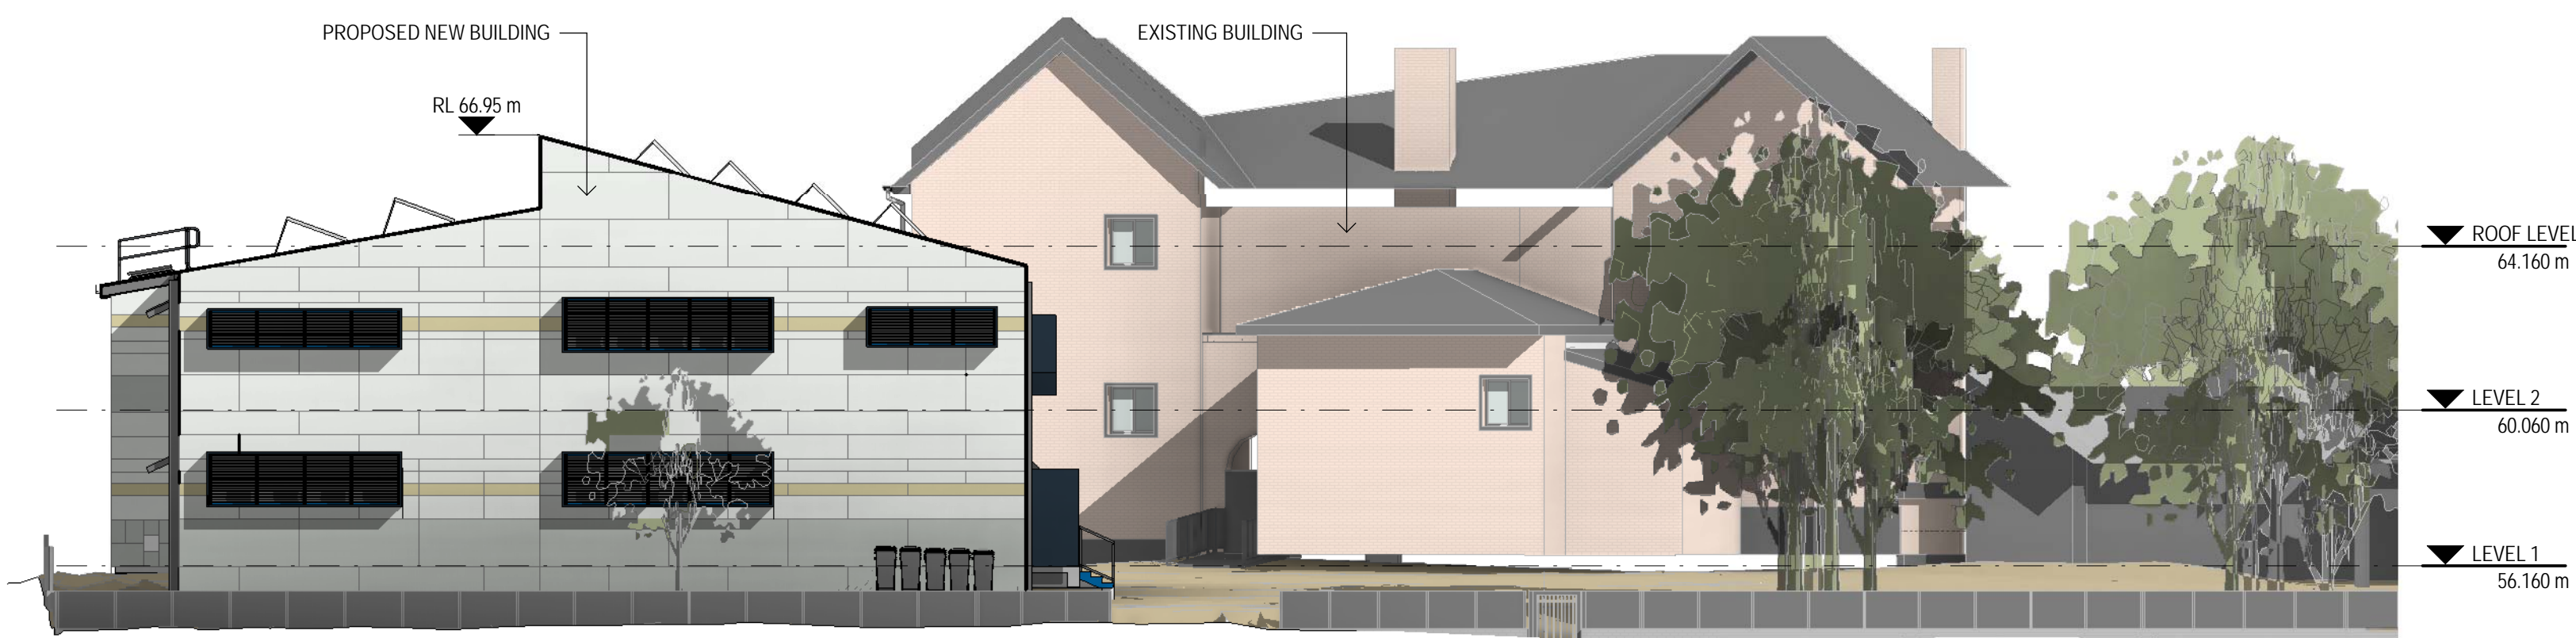 PROPOSED NEW BUILDING
EXISTING BUILDING
RL 66.95 m
ROOF LEVEL
64.160 m
LEVEL 2
60.060 m
LEVEL 1
56.160 m